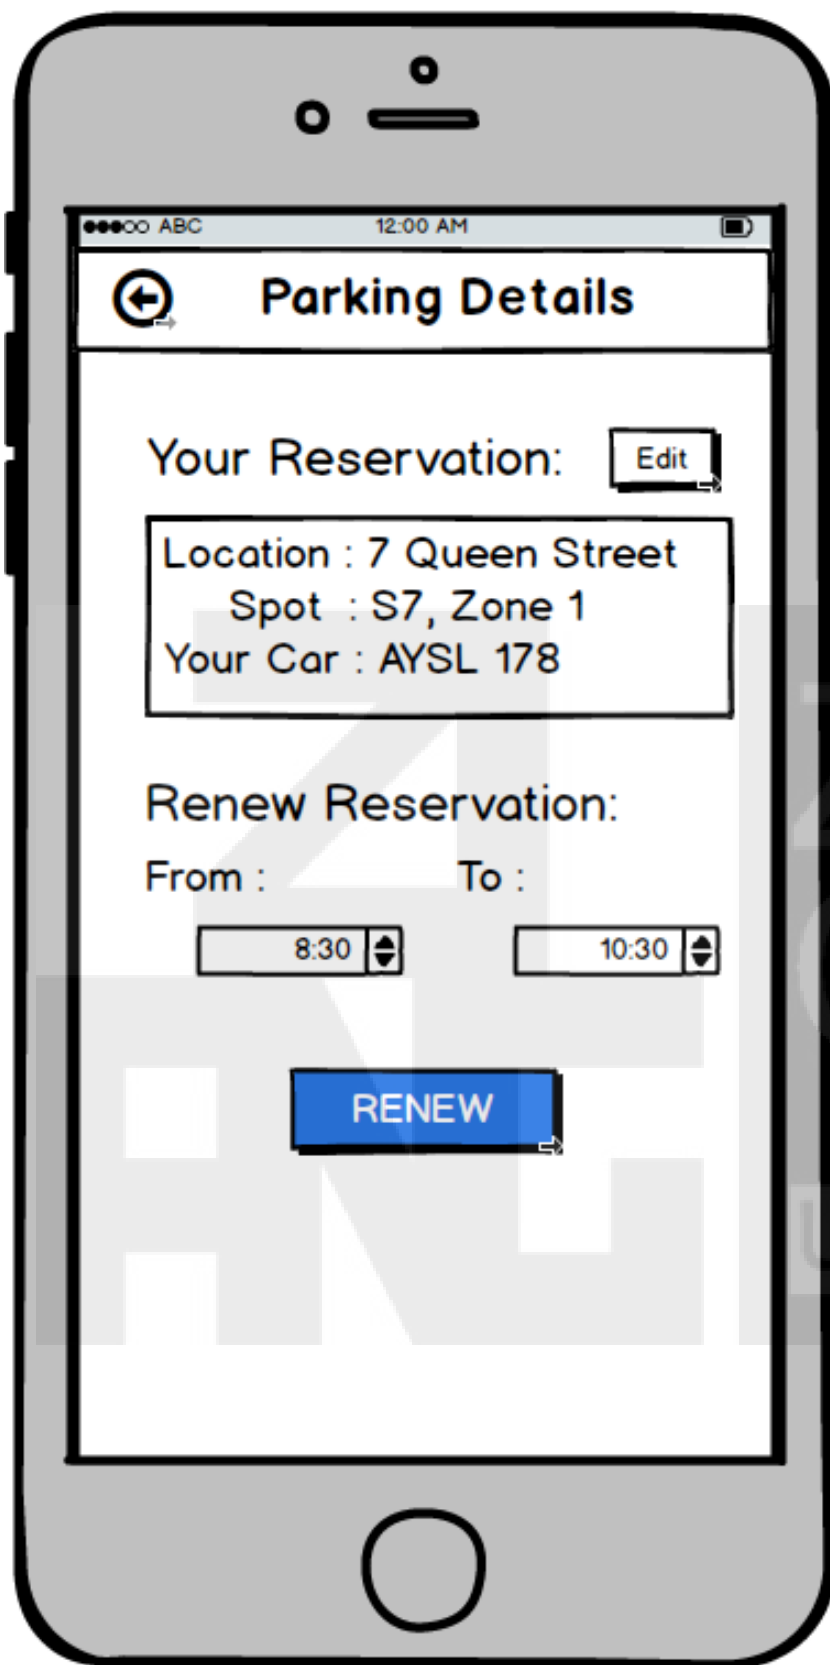 ABC 12:00 AM
Parking Details
Your Reservation: Edit
Location : 7 Queen Street
Spot : S7, Zone 1
Your Car : AYSL 178
Renew Reservation:
From : To :
8:30 10:30
RENEW